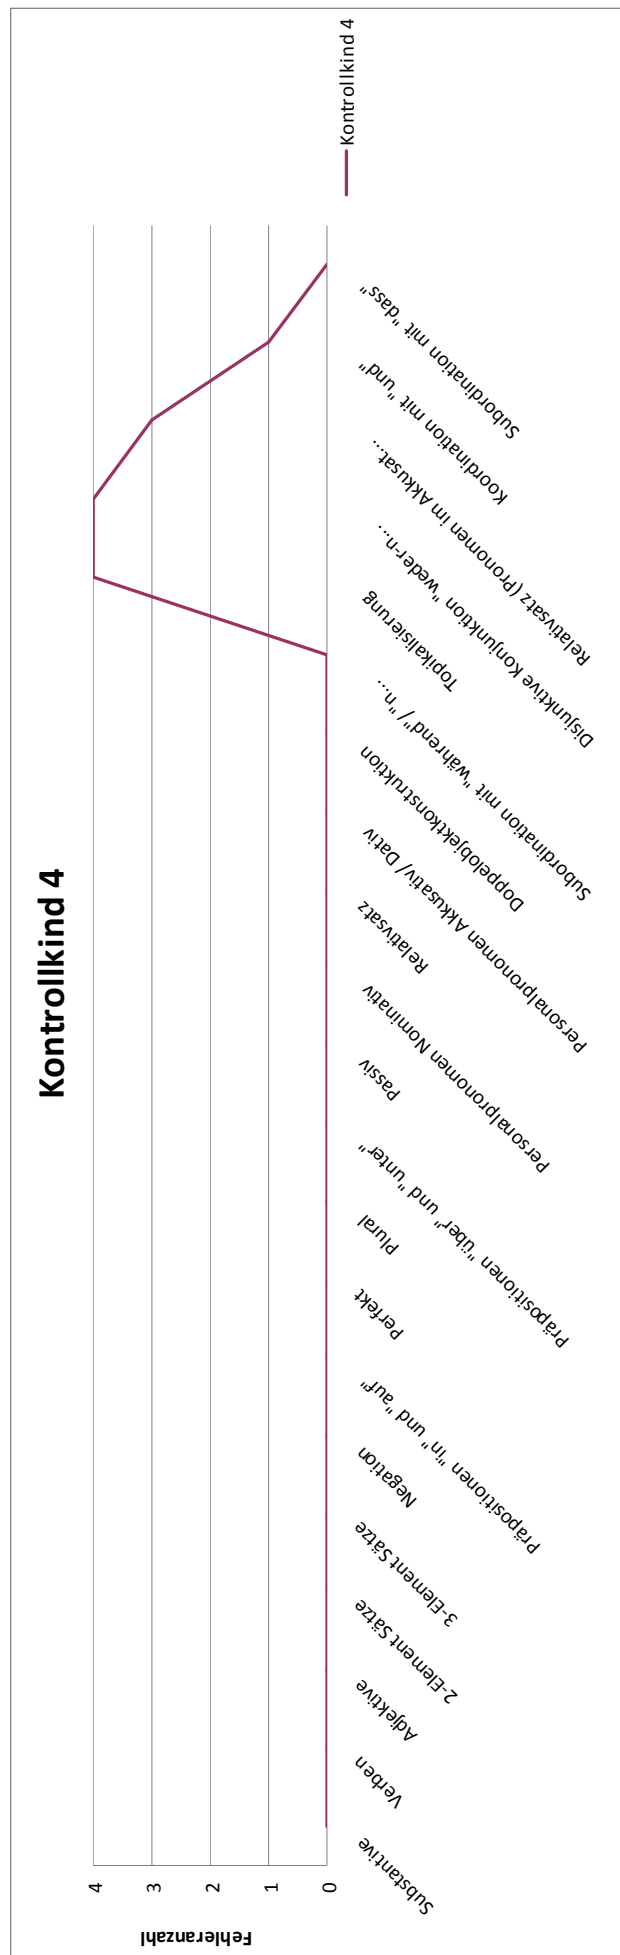 Kontrollkind 4
Fehleranzahl
4
3
2
1
0
Substantive
Verben
Adjektive
2-Element Sätze
3-Element Sätze
Negation
Präpositionen "in" und "auf"
Perfekt
Plural
Präpositionen "über" und "unter"
Passiv
Personalpronomen Nominativ
Relativsatz
Personalpronomen Akkusativ/ Dativ
Doppelobjektkonstruktion
Subordination mit "während"/ "n…
Topikalisierung
Disjunktive Konjunktion "weder-n…
Relativsatz (Pronomen im Akkusat…
Koordination mit "und"
Subordination mit "dass"
Kontrollkind 4